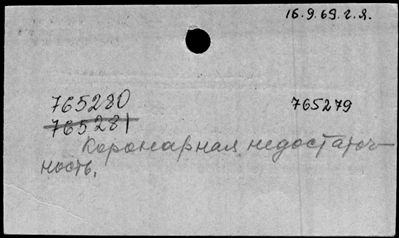 16.9.69.г.я.
765280 765279
765281
Коронарная недостаточ-
ность.